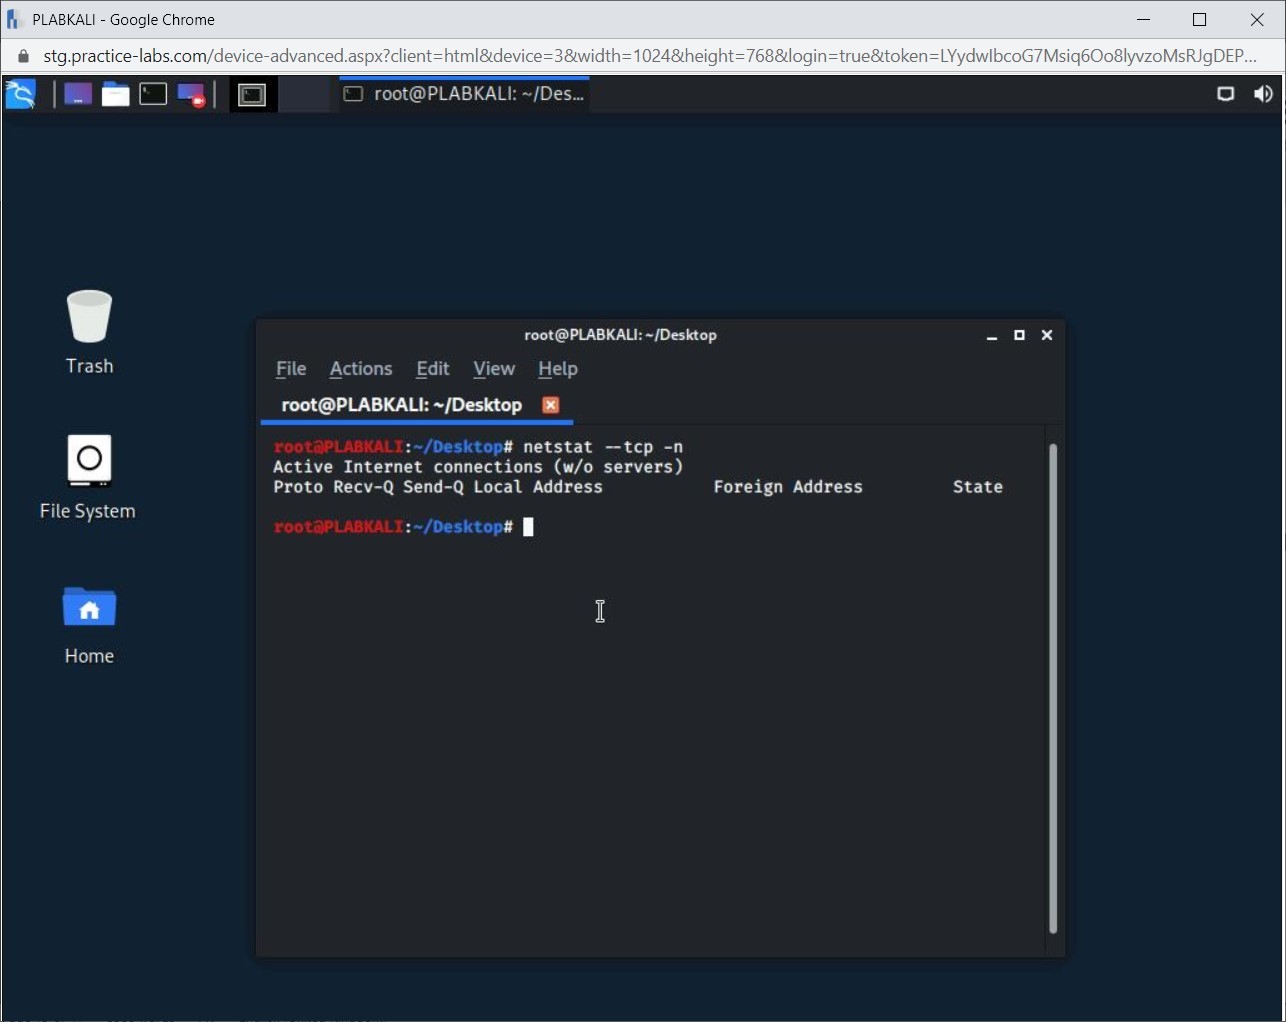 PLABKALI - Google Chrome
stg.practice-labs.com/device-advanced.aspx?client=html&device=3&width=1024&height=768&login=true&token=LYydwIbcoG7Msiq6Oo8lyvzoMsRJgDEP...
root@PLABKALI: ~/Des...
Trash
File System
Home
root@PLABKALI: ~/Desktop
File Actions Edit View Help
root@PLABKALI: ~/Desktop
root@PLABKALI:~/Desktop# netstat --tcp -n
Active Internet connections (w/o servers)
Proto Recv-Q Send-Q Local Address Foreign Address State
root@PLABKALI:~/Desktop#